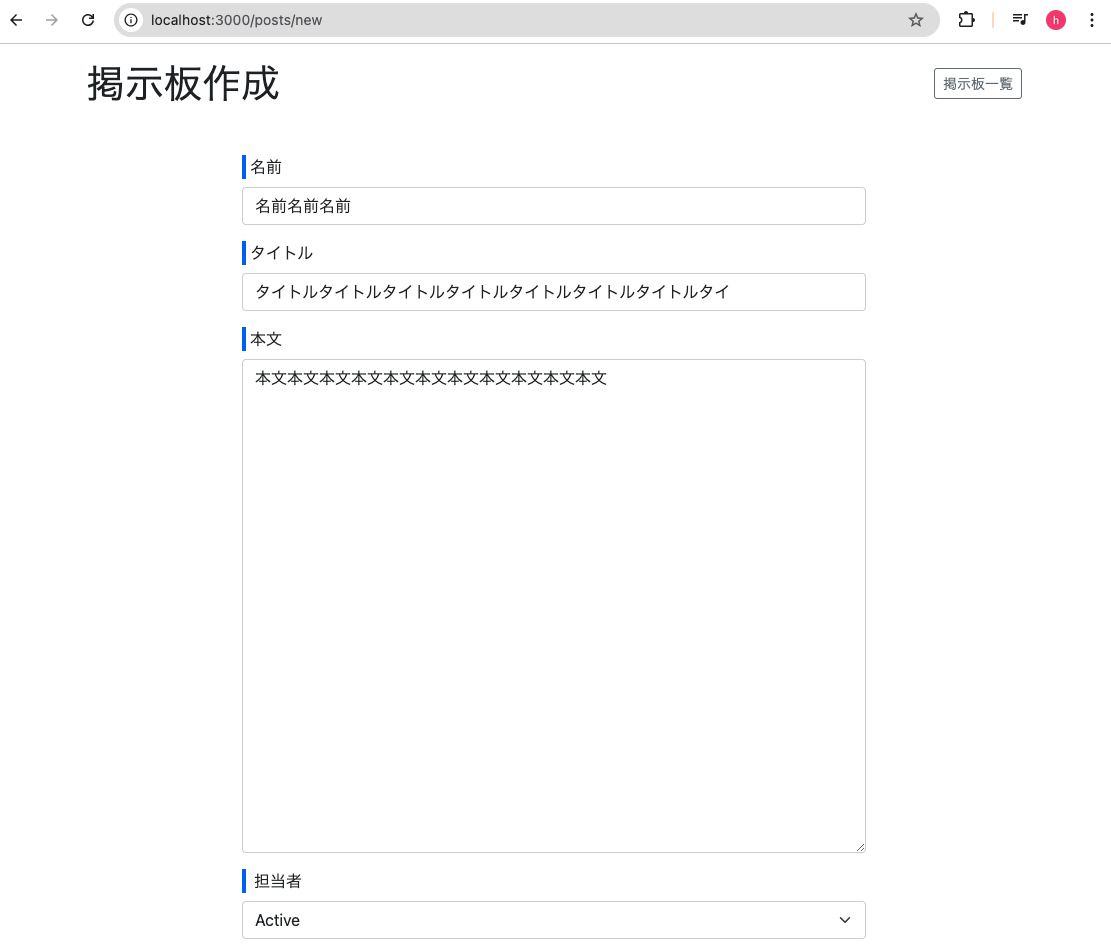 localhost:3000/posts/new
h
掲示板作成
掲示板一覧
名前
名前名前名前
タイトル
タイトルタイトルタイトルタイトルタイトルタイトルタイトルタイ
本文
本文本文本文本文本文本文本文本文本文本文本文
担当者
Active